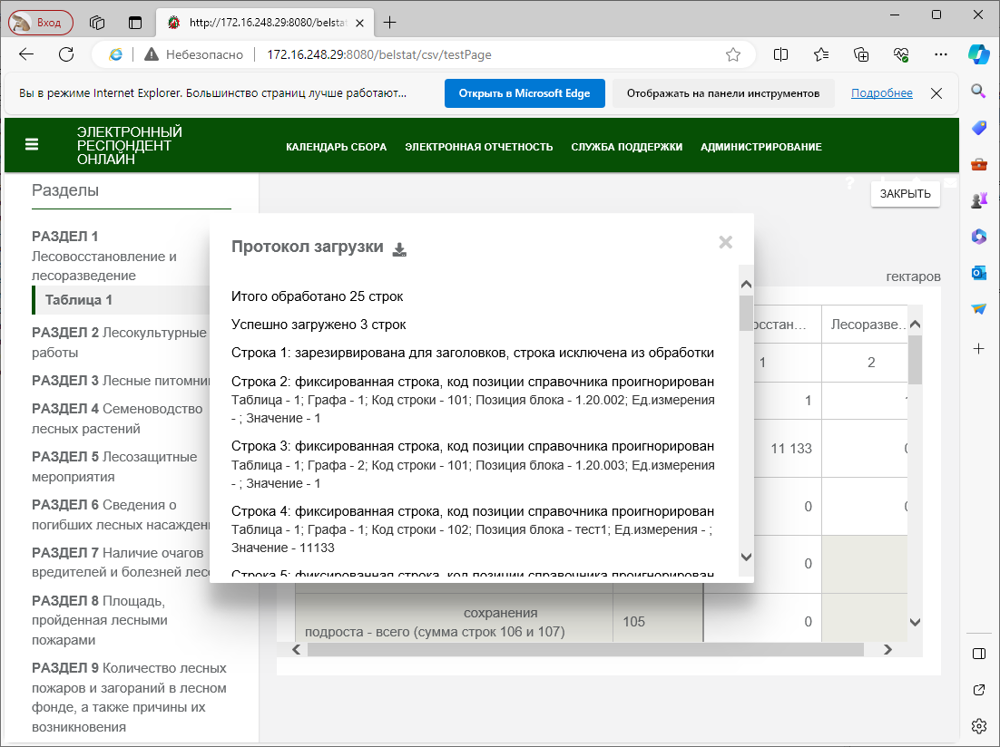 Вход
http://172.16.248.29:8080/belstat
Небезопасно
172.16.248.29:8080/belstat/csv/testPage
Вы в режиме Internet Explorer. Большинство страниц лучше работают...
Открыть в Microsoft Edge
Отображать на панели инструментов
Подробнее
ЭЛЕКТРОННЫЙ
РЕСПОНДЕНТ
ОНЛАЙН
КАЛЕНДАРЬ СБОРА
ЭЛЕКТРОННАЯ ОТЧЕТНОСТЬ
СЛУЖБА ПОДДЕРЖКИ
АДМИНИСТРИРОВАНИЕ
?
ЗАКРЫТЬ
Разделы
РАЗДЕЛ 1
Лесовосстановление и
лесоразведение
Таблица 1
РАЗДЕЛ 2 Лесокультурные
работы
РАЗДЕЛ 3 Лесные питомни
РАЗДЕЛ 4 Семеноводство
лесных растений
РАЗДЕЛ 5 Лесозащитные
мероприятия
РАЗДЕЛ 6 Сведения о
погибших лесных насажден
РАЗДЕЛ 7 Наличие очагов
вредителей и болезней лес
РАЗДЕЛ 8 Площадь,
пройденная лесными
пожарами
РАЗДЕЛ 9 Количество лесных
пожаров и загораний в лесном
фонде, а также причины их
возникновения
Протокол загрузки
Итого обработано 25 строк
Успешно загружено 3 строк
Строка 1: зарезирвирована для заголовков, строка исключена из обработки
Строка 2: фиксированная строка, код позиции справочника проигнорирован
Таблица - 1; Графа - 1; Код строки - 101; Позиция блока - 1.20.002; Ед.измерения
- ; Значение - 1
Строка 3: фиксированная строка, код позиции справочника проигнорирован
Таблица - 1; Графа - 2; Код строки - 101; Позиция блока - 1.20.003; Ед.измерения
- ; Значение - 1
Строка 4: фиксированная строка, код позиции справочника проигнорирован
Таблица - 1; Графа - 1; Код строки - 102; Позиция блока - тест1; Ед.измерения - ;
Значение - 11133
Строка 5: фиксированная строка, код позиции справочника проигнорирован
гектаров
осстан... Лесоразве...
1 2
1
11 133 0
0 0
0
сохранения
подроста - всего (сумма строк 106 и 107) 105 0